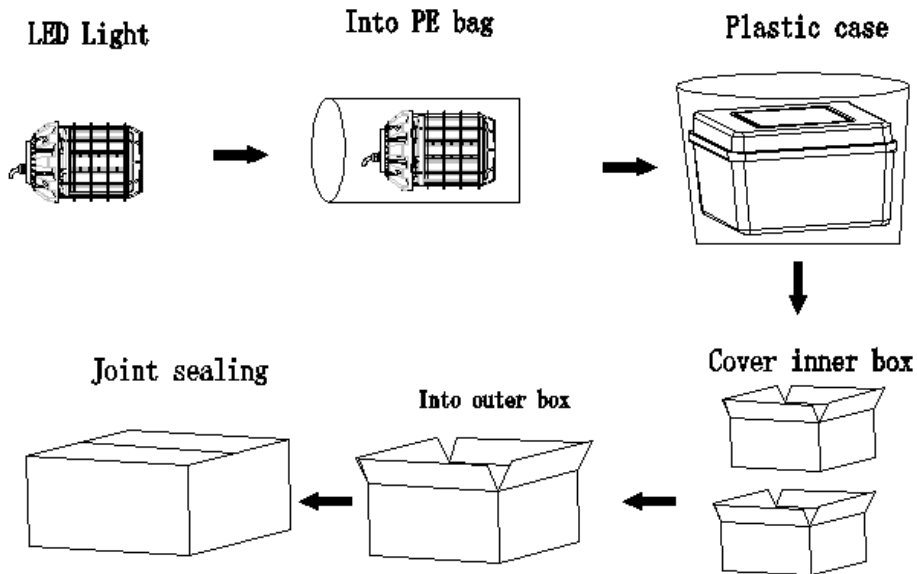 LED Light
Into PE bag
Plastic case
Cover inner box
Into outer box
Joint sealing